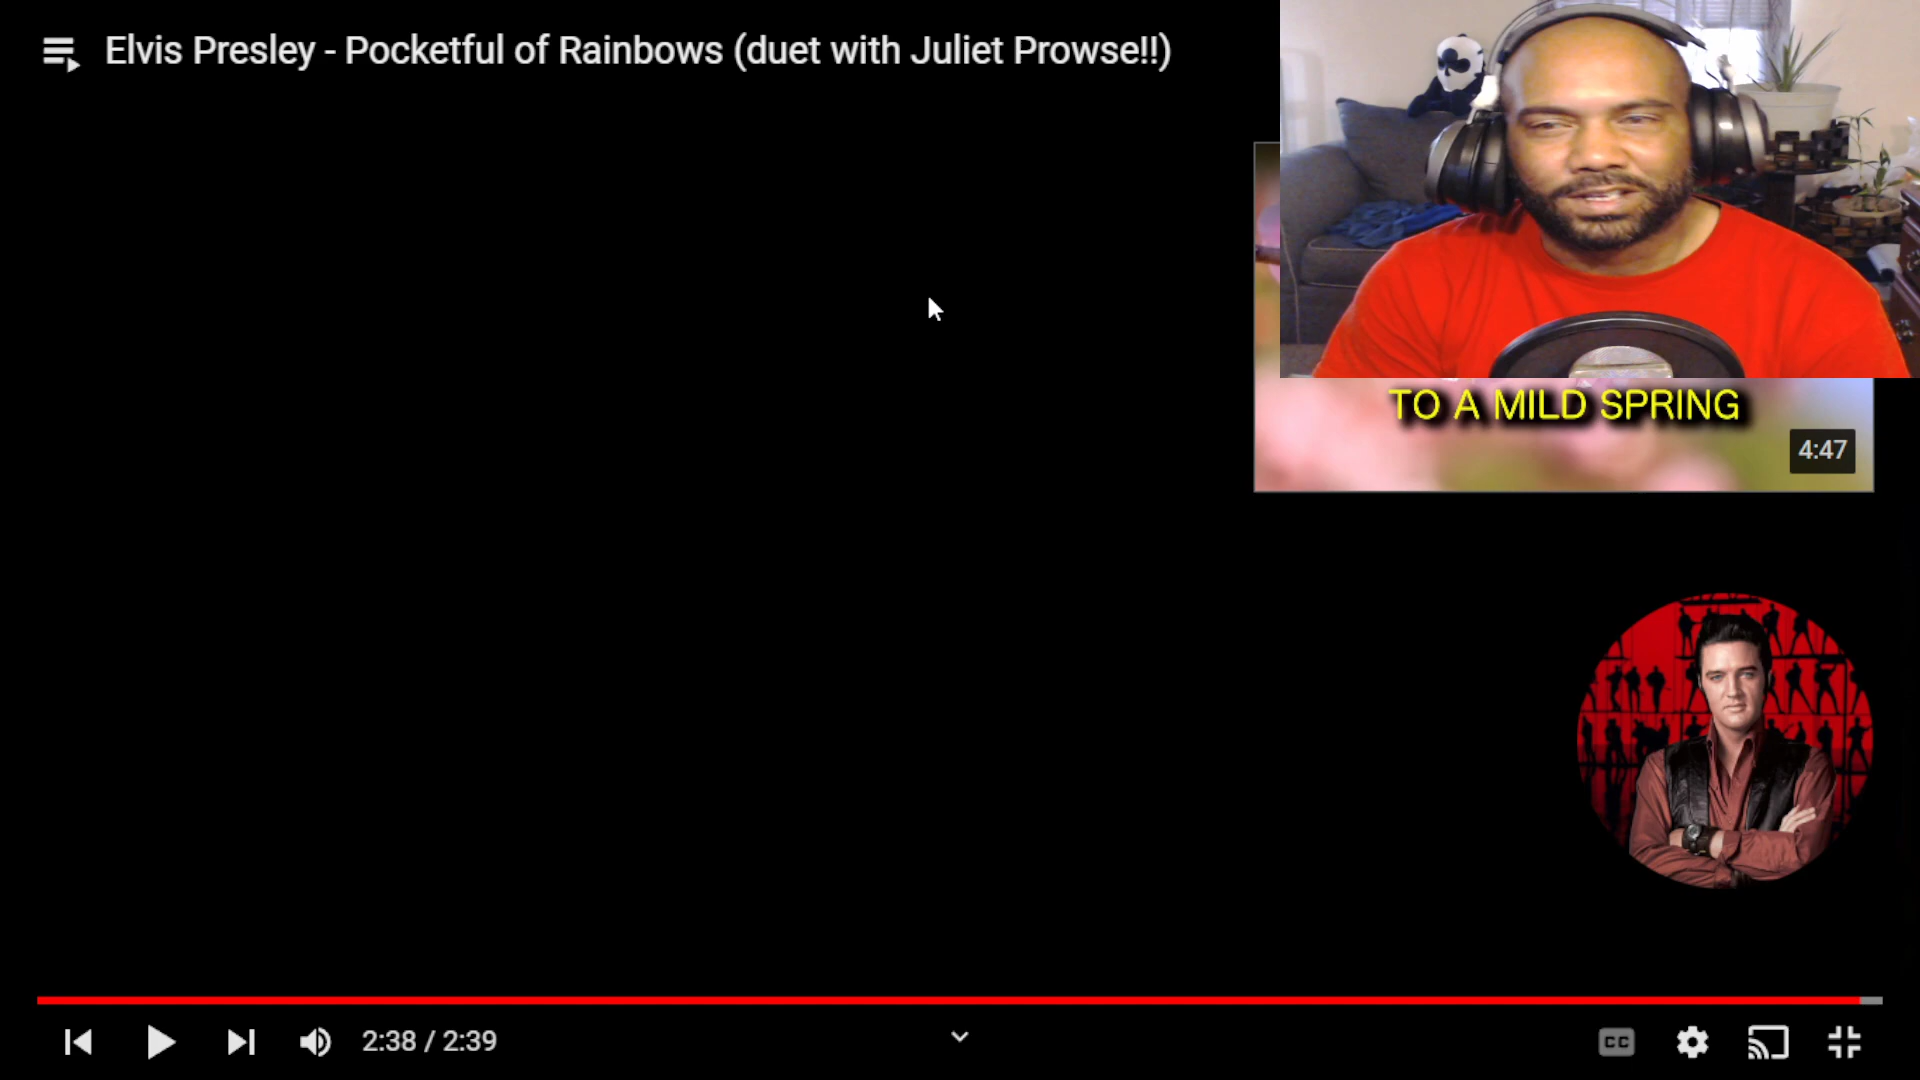 Elvis Presley - Pocketful of Rainbows (duet with Juliet Prowse!!)
TO A MILD SPRING
4:47
2:38 / 2:39
CC